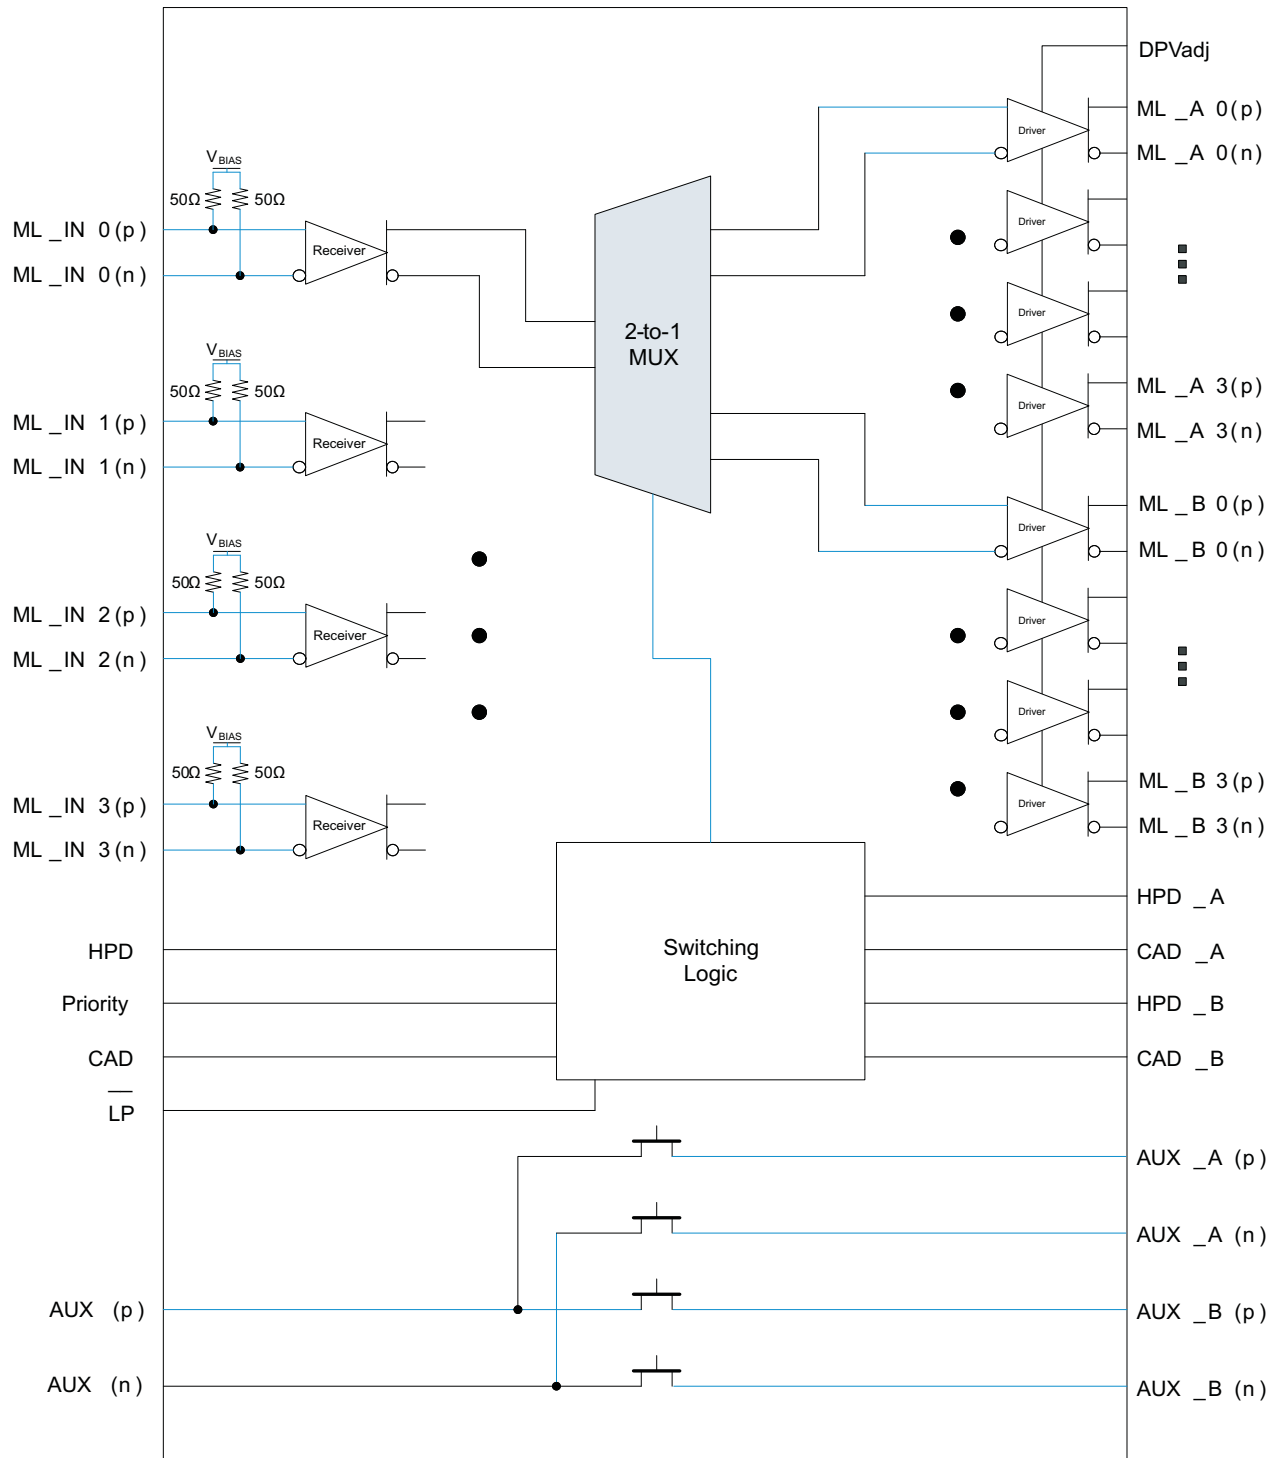 DPVadj
ML _A 0(p)
Driver
ML _A 0(n)
VBIAS
50Ω 50Ω
Driver
ML _IN 0(p)
Receiver
ML _IN 0(n)
Driver
2-to-1
MUX
VBIAS
50Ω 50Ω
ML _A 3(p)
Driver
ML _IN 1(p)
ML _A 3(n)
Receiver
ML _IN 1(n)
ML _B 0(p)
Driver
VBIAS
ML _B 0(n)
50Ω 50Ω
ML _IN 2(p)
Driver
Receiver
ML _IN 2(n)
Driver
VBIAS
50Ω 50Ω
ML _B 3(p)
ML _IN 3(p)
Driver
Receiver
ML _B 3(n)
ML _IN 3(n)
HPD _A
HPD
Switching
Logic
CAD _A
Priority
HPD _B
CAD
CAD _B
LP
AUX _A (p)
AUX _A (n)
AUX (p)
AUX _B (p)
AUX (n)
AUX _B (n)